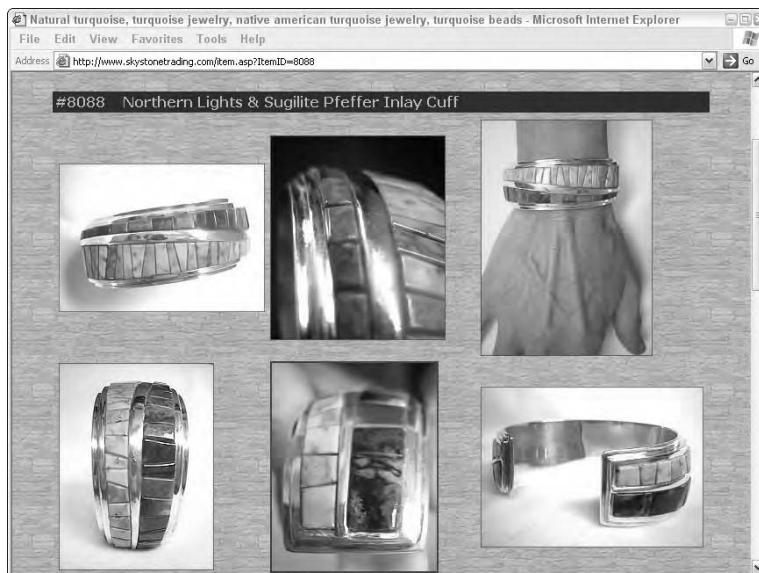 Natural turquoise, turquoise jewelry, native american turquoise jewelry, turquoise beads - Microsoft Internet Explorer
File Edit View Favorites Tools Help
Address http://www.skystonetrading.com/item.asp?ItemID=8088 Go
#8088 Northern Lights & Sugilite Pfeffer Inlay Cuff